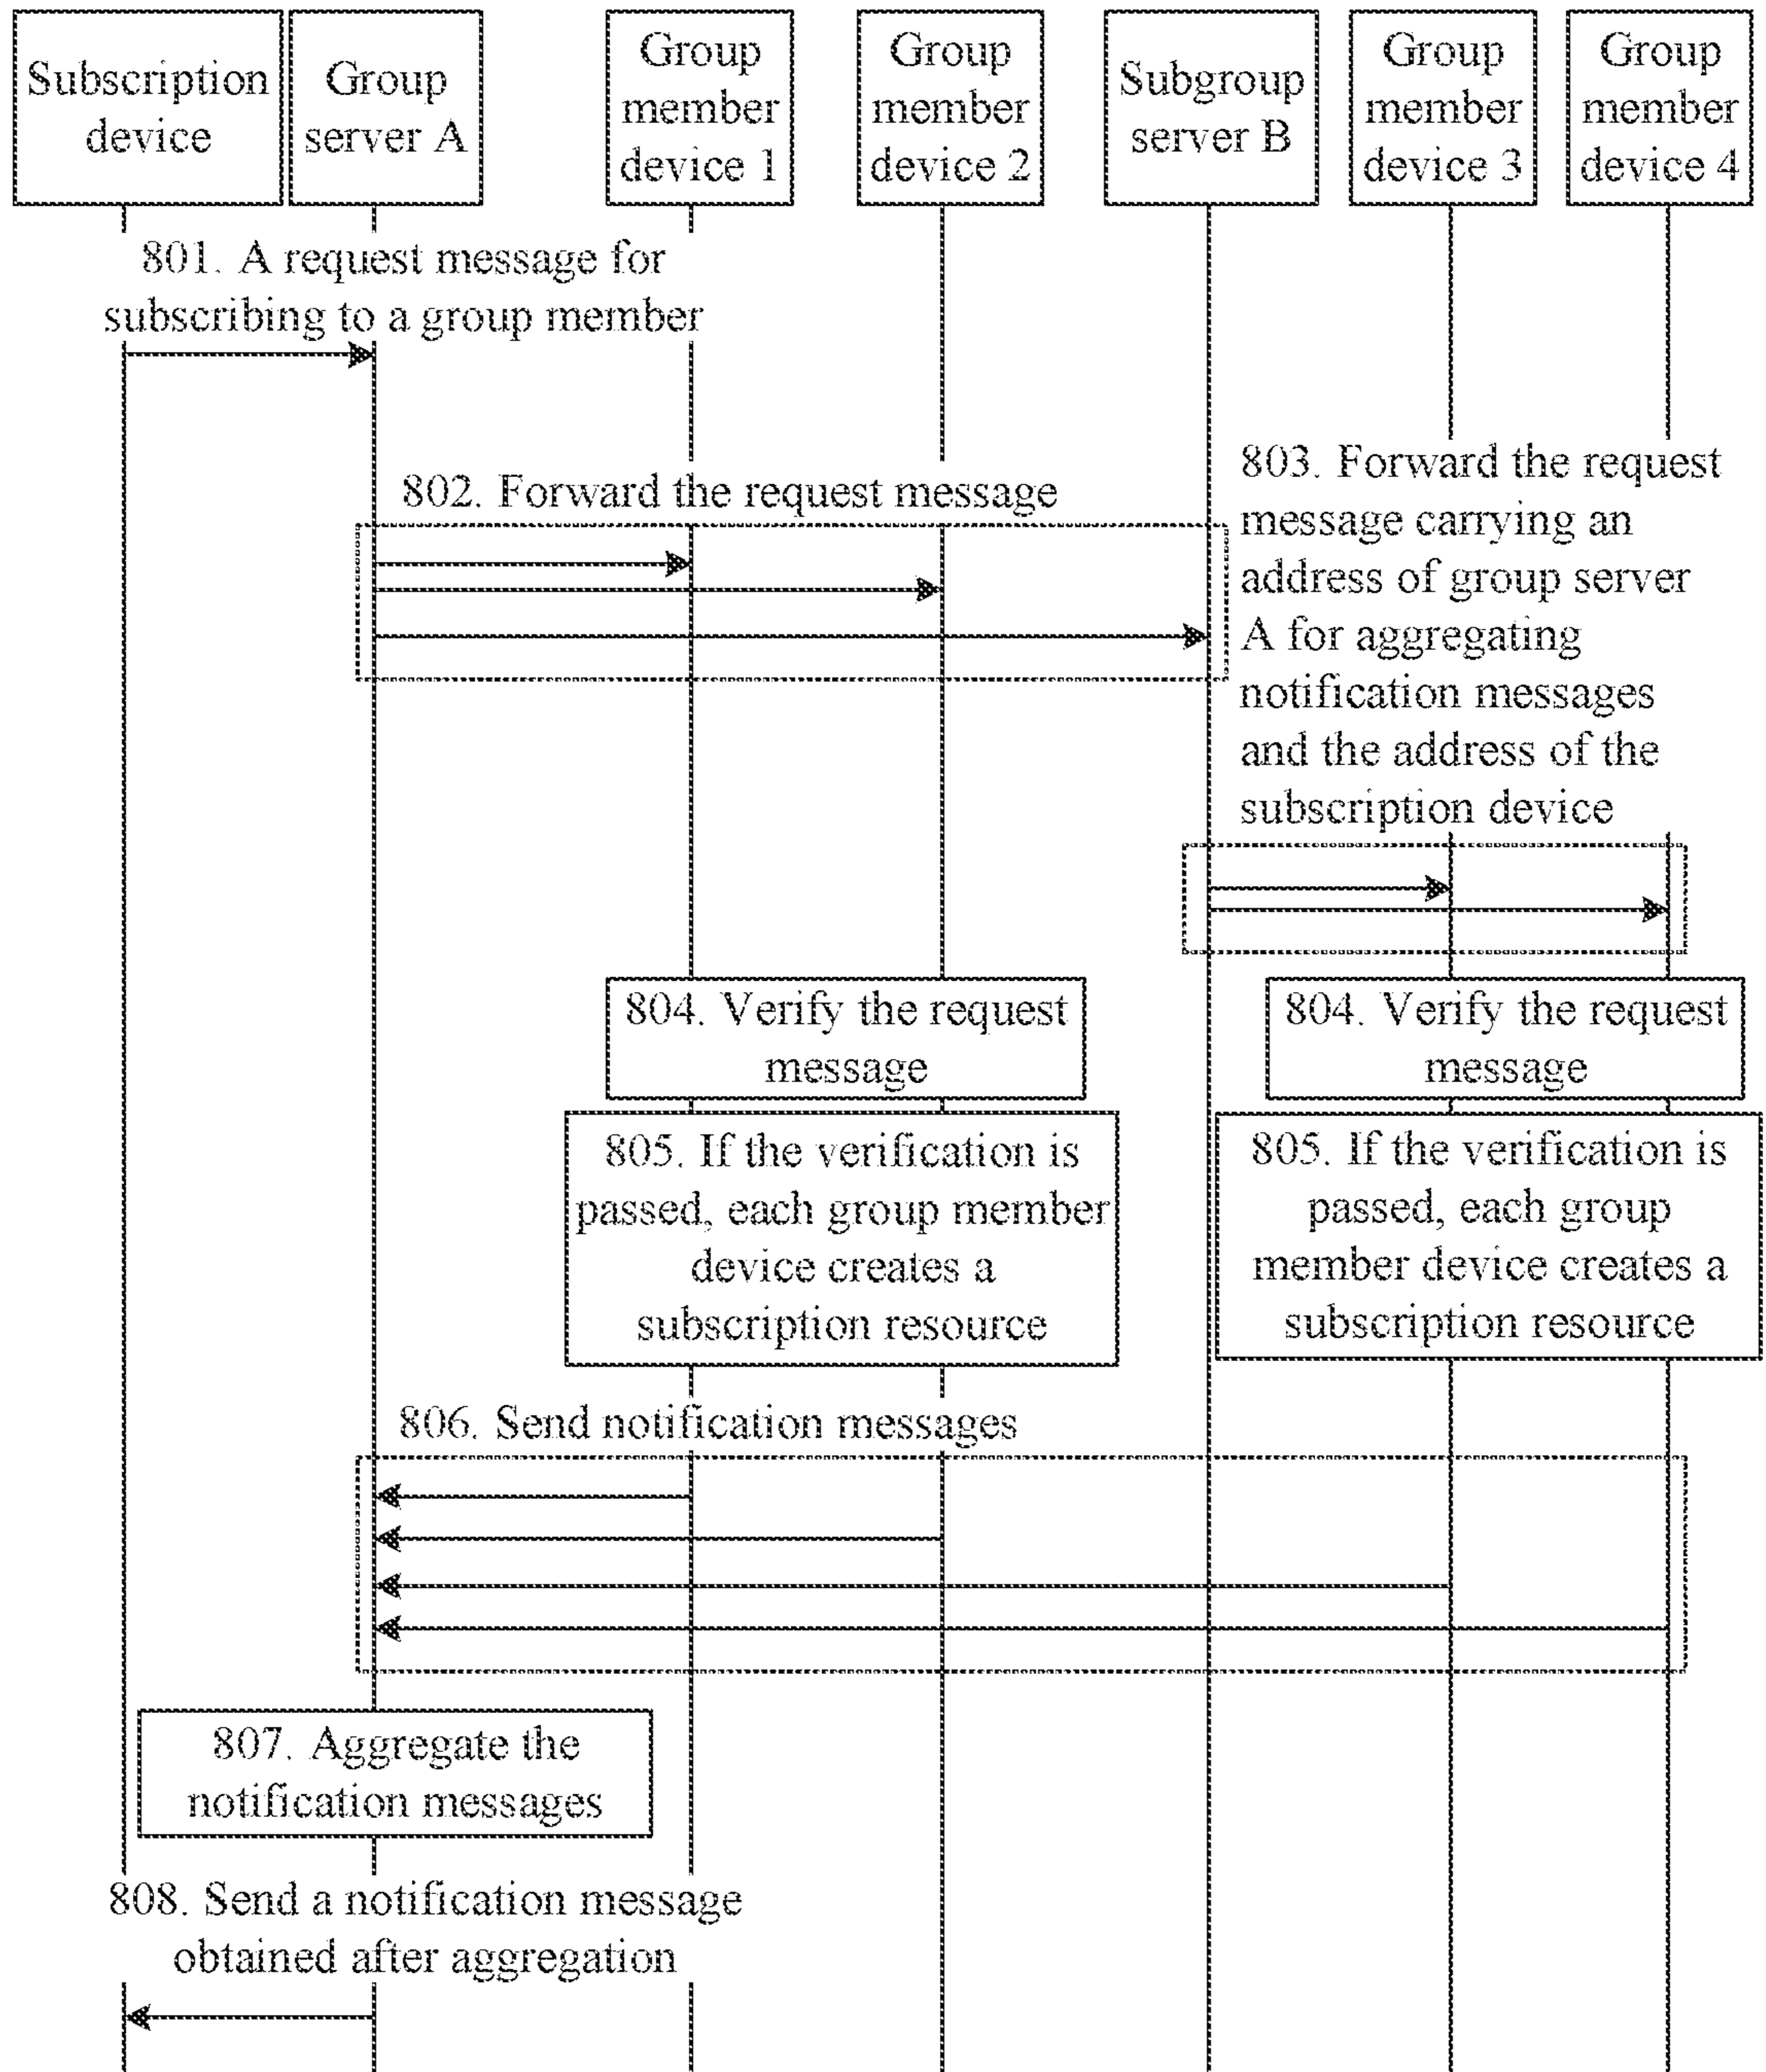 Subscription
device
Group
server A
Group
member
device 1
Group
member
device 2
Subgroup
server B
Group
member
device 3
Group
member
device 4
801. A request message for
subscribing to a group member
802. Forward the request message
803. Forward the request
message carrying an
address of group server
A for aggregating
notification messages
and the address of the
subscription device
804. Verify the request
message
804. Verify the request
message
805. If the verification is
passed, each group member
device creates a
subscription resource
805. If the verification is
passed, each group
member device creates a
subscription resource
806. Send notification messages
807. Aggregate the
notification messages
808. Send a notification message
obtained after aggregation